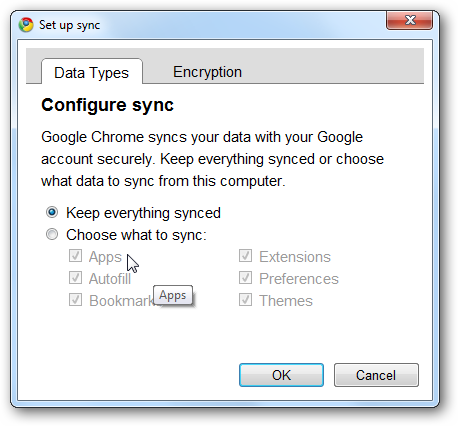 Set up sync
Data Types Encryption
Configure sync
Google Chrome syncs your data with your Google
account securely. Keep everything synced or choose
what data to sync from this computer.
Keep everything synced
Choose what to sync:
Apps Extensions
Autofill Preferences
Bookmark Apps Themes
OK Cancel